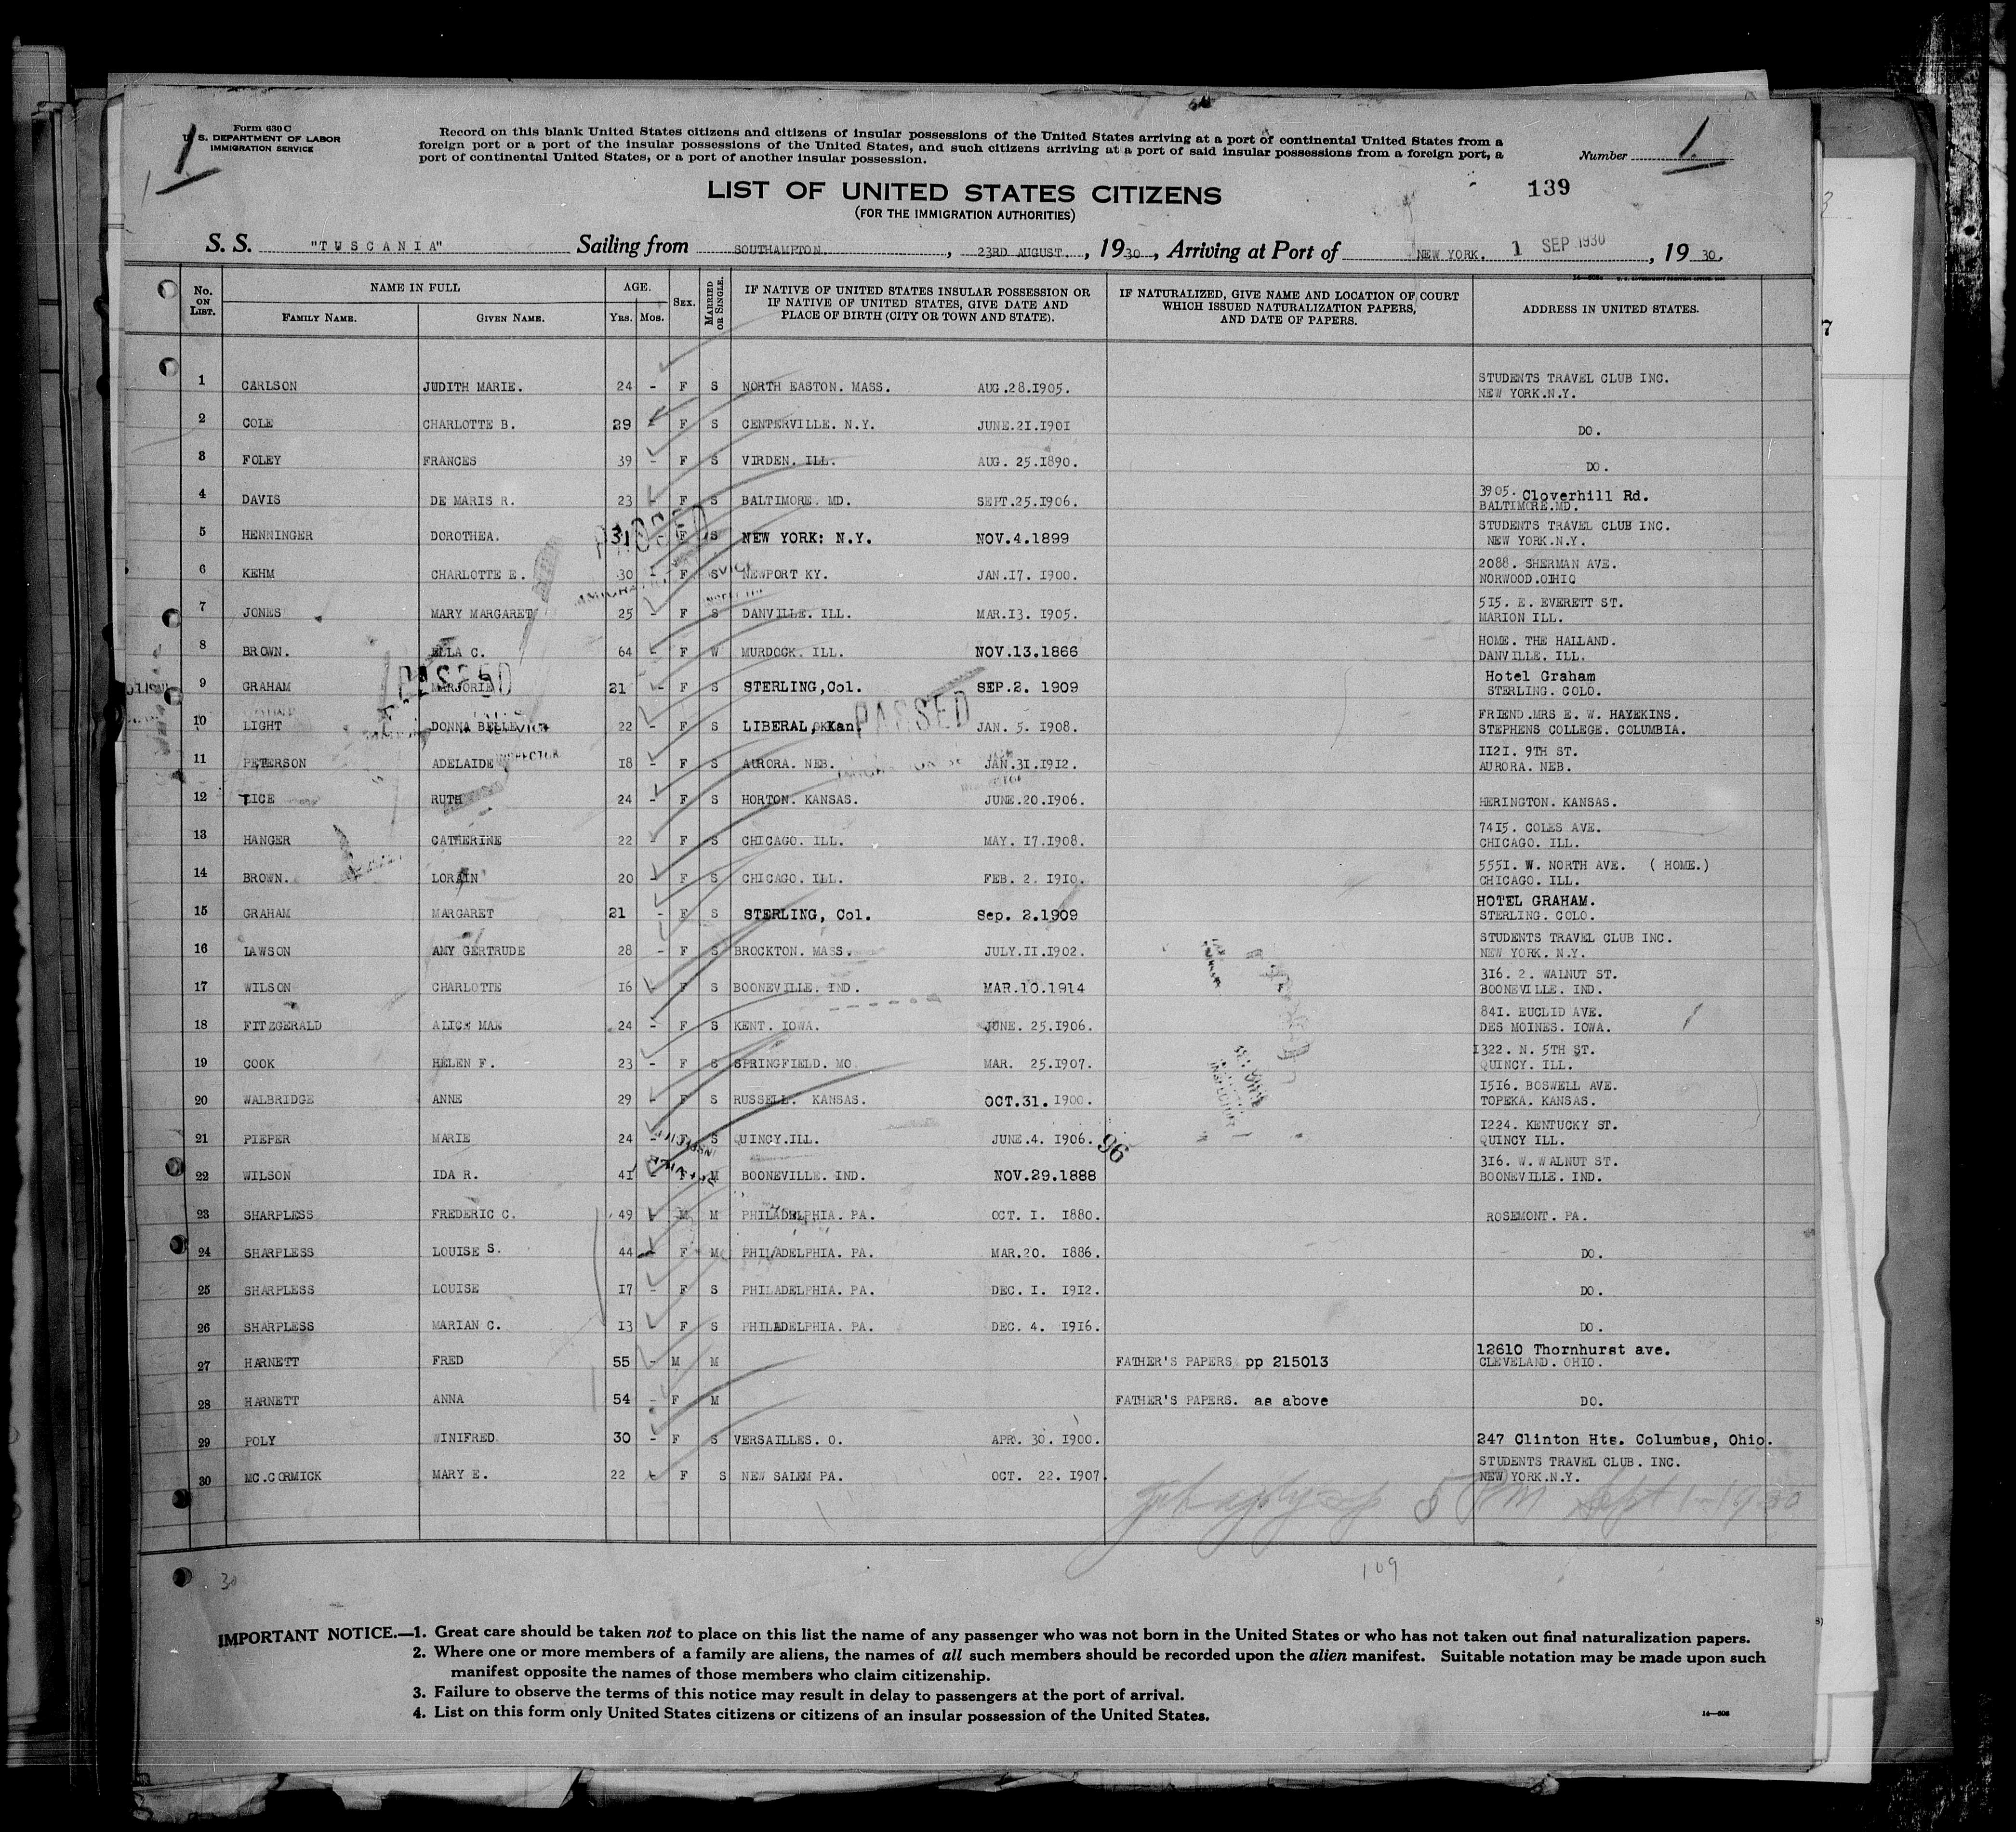 Form 630 C
U. S. DEPARTMENT OF LABOR
IMMIGRATION SERVICE
1.
Record on this blank United States citizens and citizens of insular possessions of the United States arriving at a port of continental United States from a
foreign port or a port of the insular possessions of the United States, and such citizens arriving at a port of said insular possessions from a foreign port, a
port of continental United States, or a port of another insular possession.
Number 1.
139
LIST OF UNITED STATES CITIZENS
(FOR THE IMMIGRATION AUTHORITIES)
S. S. "TUSCANIA" Sailing from SOUTHAMPTON, 23RD AUGUST., 1930, Arriving at Port of NEW YORK. 1 SEP 1930, 1930.
No. ON LIST. NAME IN FULL FAMILY NAME. GIVEN NAME. AGE. YRS. MOS. SEX. MARRIED OR SINGLE. IF NATIVE OF UNITED STATES INSULAR POSSESSION OR IF NATIVE OF UNITED STATES, GIVE DATE AND PLACE OF BIRTH (CITY OR TOWN AND STATE). IF NATURALIZED, GIVE NAME AND LOCATION OF COURT WHICH ISSUED NATURALIZATION PAPERS, AND DATE OF PAPERS. ADDRESS IN UNITED STATES.
1 CARLSON JUDITH MARIE. 24 - F S NORTH EASTON. MASS. AUG.28.1905. STUDENTS TRAVEL CLUB INC.
NEW YORK.N.Y.
2 COLE CHARLOTTE B. 29 - F S CENTERVILLE. N.Y. JUNE.21.1901 DO.
3 FOLEY FRANCES 39 - F S VIRDEN. ILL. AUG. 25.1890. DO.
4 DAVIS DE MARIS R. 23 - F S BALTIMORE. MD. SEPT.25.1906. 3905. Cloverhill Rd.
BALTIMORE.MD.
5 HENNINGER DOROTHEA. 31 - F S NEW YORK: N.Y. NOV.4.1899 STUDENTS TRAVEL CLUB INC.
NEW YORK.N.Y.
6 KEHM CHARLOTTE E. 30 - F S NEWPORT KY. JAN.17. 1900. 2088. SHERMAN AVE.
NORWOOD.OHIO
7 JONES MARY MARGARET 25 - F S DANVILLE. ILL. MAR.13. 1905. 515. E. EVERETT ST.
MARION ILL.
8 BROWN. ELLA C. 64 - F W MURDOCK. ILL. NOV.13.1866 HOME. THE HALLAND.
DANVILLE. ILL.
9 GRAHAM MARJORIE 21 - F S STERLING,Col. SEP.2. 1909 Hotel Graham
STERLING. COLO.
10 LIGHT DONNA BELLE 22 - F S LIBERAL, Kan. JAN. 5. 1908. FRIEND.MRS E. W. HAYEKINS.
STEPHENS COLLEGE. COLUMBIA.
11 PETERSON ADELAIDE 18 - F S AURORA. NEB. JAN.31.1912. 1121. 9TH ST.
AURORA. NEB.
12 TICE RUTH 24 - F S HORTON. KANSAS. JUNE.20.1906. HERINGTON. KANSAS.
13 HANGER CATHERINE 22 - F S CHICAGO. ILL. MAY. 17.1908. 7415. COLES AVE.
CHICAGO. ILL.
14 BROWN. LORAIN 20 - F S CHICAGO. ILL. FEB. 2. 1910. 5551. W. NORTH AVE. ( HOME.)
CHICAGO. ILL.
15 GRAHAM MARGARET 21 - F S STERLING, Col. Sep. 2.1909 HOTEL GRAHAM.
STERLING. COLO.
16 LAWSON AMY GERTRUDE 28 - F S BROCKTON. MASS. JULY.11.1902. STUDENTS TRAVEL CLUB INC.
NEW YORK. N.Y.
17 WILSON CHARLOTTE 16 - F S BOONEVILLE. IND. MAR.10.1914 316. 2. WALNUT ST.
BOONEVILLE. IND.
18 FITZGERALD ALICE MAE 24 - F S KENT. IOWA. JUNE. 25.1906. 841. EUCLID AVE.
DES MOINES. IOWA.
19 COOK HELEN F. 23 - F S SPRINGFIELD. MO. MAR. 25.1907. 1322. N. 5TH ST.
QUINCY. ILL.
20 WALBRIDGE ANNE 29 - F S RUSSELL. KANSAS. OCT.31.1900. 1516. BOSWELL AVE.
TOPEKA. KANSAS.
21 PIEPER MARIE 24 - F S QUINCY.ILL. JUNE.4. 1906. 1224. KENTUCKY ST.
QUINCY ILL.
96
22 WILSON IDA R. 41 - F M BOONEVILLE. IND. NOV.29.1888 316. W. WALNUT ST.
BOONEVILLE. IND.
23 SHARPLESS FREDERIC C. 49 - M M PHILADELPHIA. PA. OCT. 1. 1880. ROSEMONT. PA.
24 SHARPLESS LOUISE S. 44 - F M PHILADELPHIA. PA. MAR.20. 1886. DO.
25 SHARPLESS LOUISE 17 - F S PHILADELPHIA. PA. DEC. 1. 1912. DO.
26 SHARPLESS MARIAN C. 13 - F S PHILADELPHIA. PA. DEC. 4. 1916. DO.
27 HARNETT FRED 55 - M M FATHER'S PAPERS pp 215013 12610 Thornhurst ave.
CLEVELAND. OHIO.
28 HARNETT ANNA 54 - F M FATHER'S PAPERS. as above DO.
29 POLY WINIFRED 30 - F S VERSAILLES. O. APR. 30. 1900. 247 Clinton Hts. Columbus, Ohio.
30 MC.CORMICK MARY E. 22 - F S NEW SALEM PA. OCT. 22. 1907. STUDENTS TRAVEL CLUB. INC.
NEW YORK.N.Y.
PASSED
PASSED
PASSED
INSPECTOR
5 PM Sept 1-1930
30
109
IMPORTANT NOTICE.—1. Great care should be taken not to place on this list the name of any passenger who was not born in the United States or who has not taken out final naturalization papers.
2. Where one or more members of a family are aliens, the names of all such members should be recorded upon the alien manifest. Suitable notation may be made upon such
manifest opposite the names of those members who claim citizenship.
3. Failure to observe the terms of this notice may result in delay to passengers at the port of arrival.
4. List on this form only United States citizens or citizens of an insular possession of the United States.
14—608